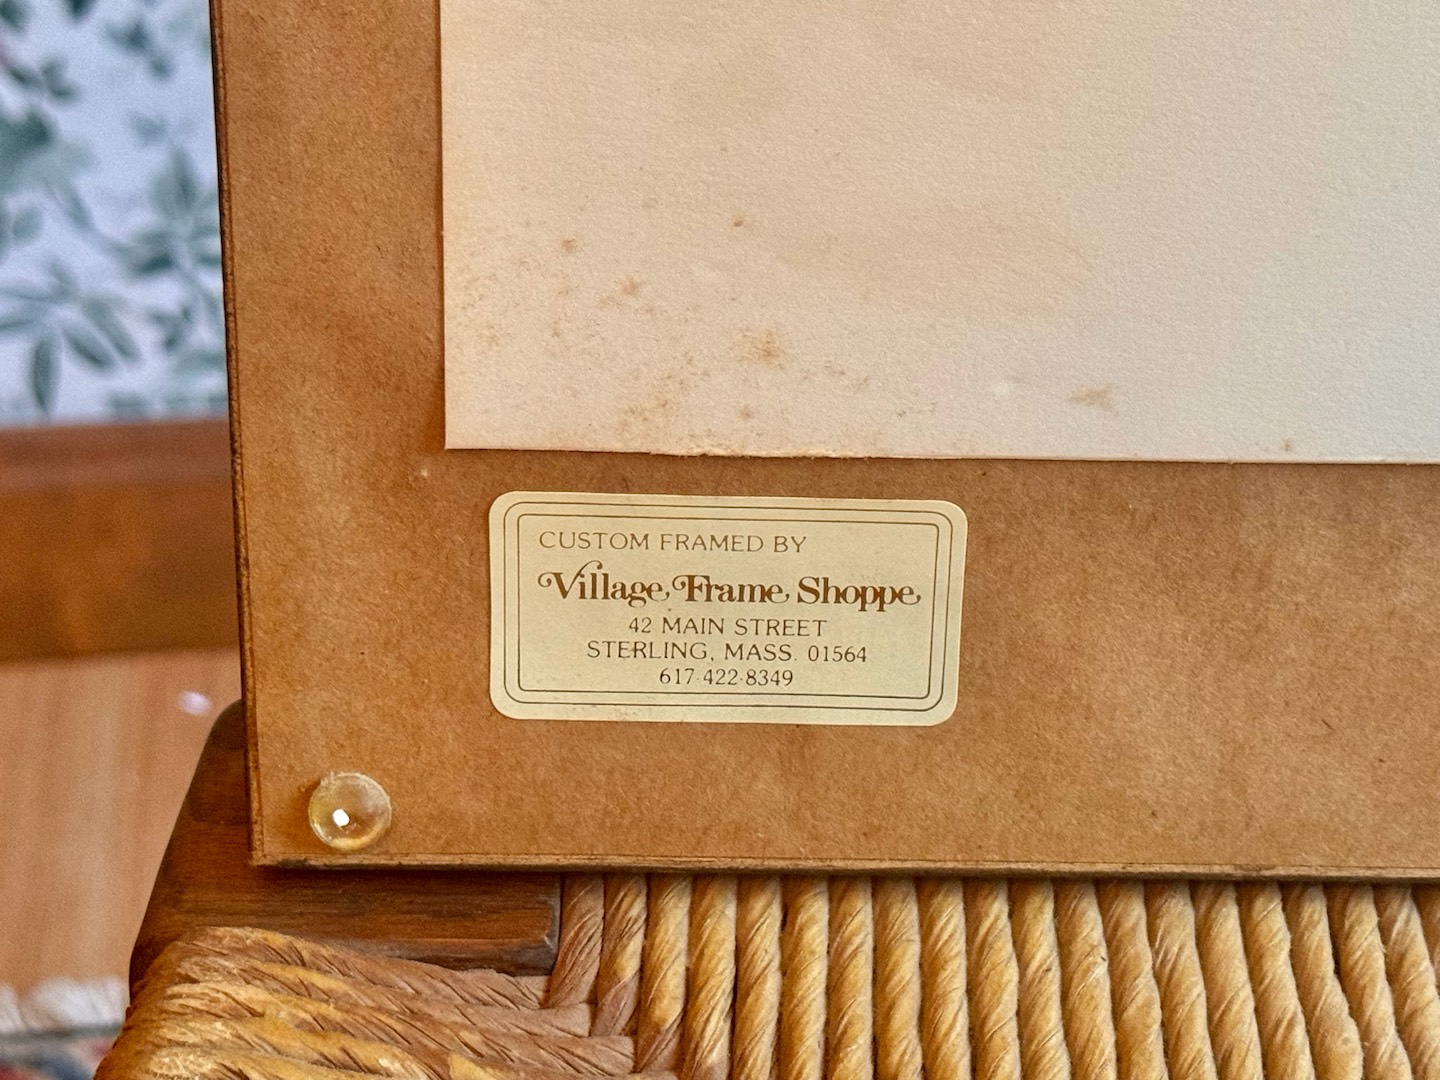 CUSTOM FRAMED BY
Village Frame Shoppe
42 MAIN STREET
STERLING, MASS. 01564
617-422-8349